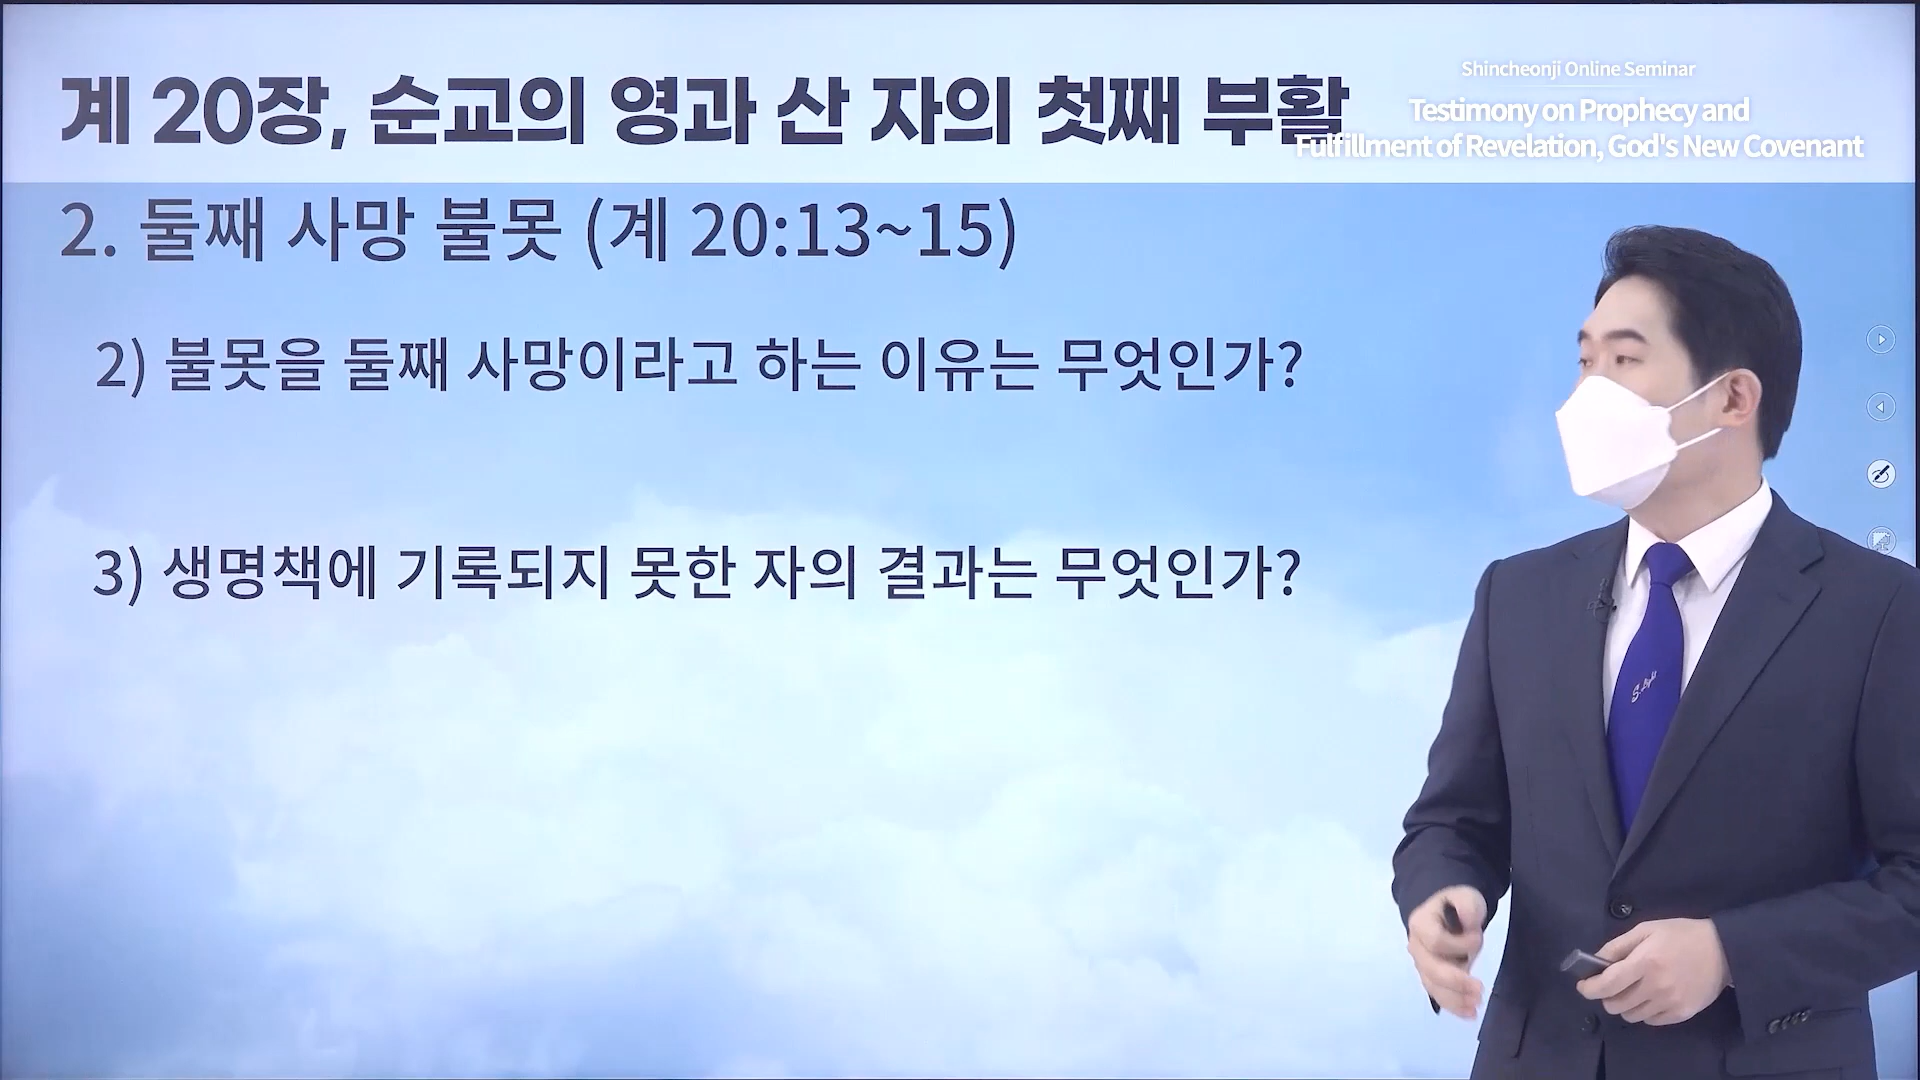 계 20장, 순교의 영과 산 자의 첫째 부활
Shincheonji Online Seminar
Testimony on Prophecy and
Fulfillment of Revelation, God's New Covenant
2. 둘째 사망 불못 (계 20:13~15)
2) 불못을 둘째 사망이라고 하는 이유는 무엇인가?
3) 생명책에 기록되지 못한 자의 결과는 무엇인가?